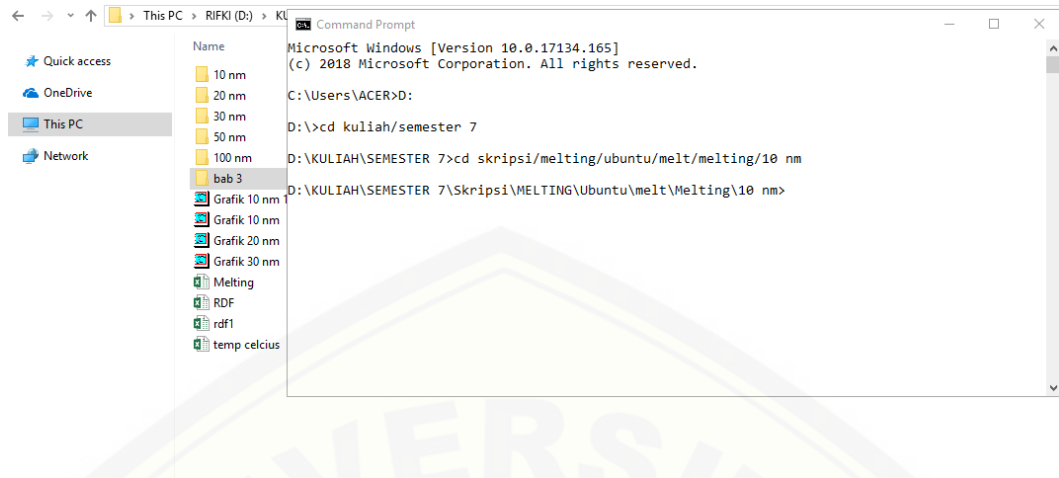 This PC > RIFKI (D:) > KU
Quick access
OneDrive
This PC
Network
Name
10 nm
20 nm
30 nm
50 nm
100 nm
bab 3
Grafik 10 nm 1
Grafik 10 nm
Grafik 20 nm
Grafik 30 nm
Melting
RDF
rdf1
temp celcius
Command Prompt
Microsoft Windows [Version 10.0.17134.165]
(c) 2018 Microsoft Corporation. All rights reserved.
C:\Users\ACER>D:
D:\>cd kuliah/semester 7
D:\KULIAH\SEMESTER 7>cd skripsi/melting/ubuntu/melt/melting/10 nm
D:\KULIAH\SEMESTER 7\Skripsi\MELTING\Ubuntu\melt\Melting\10 nm>